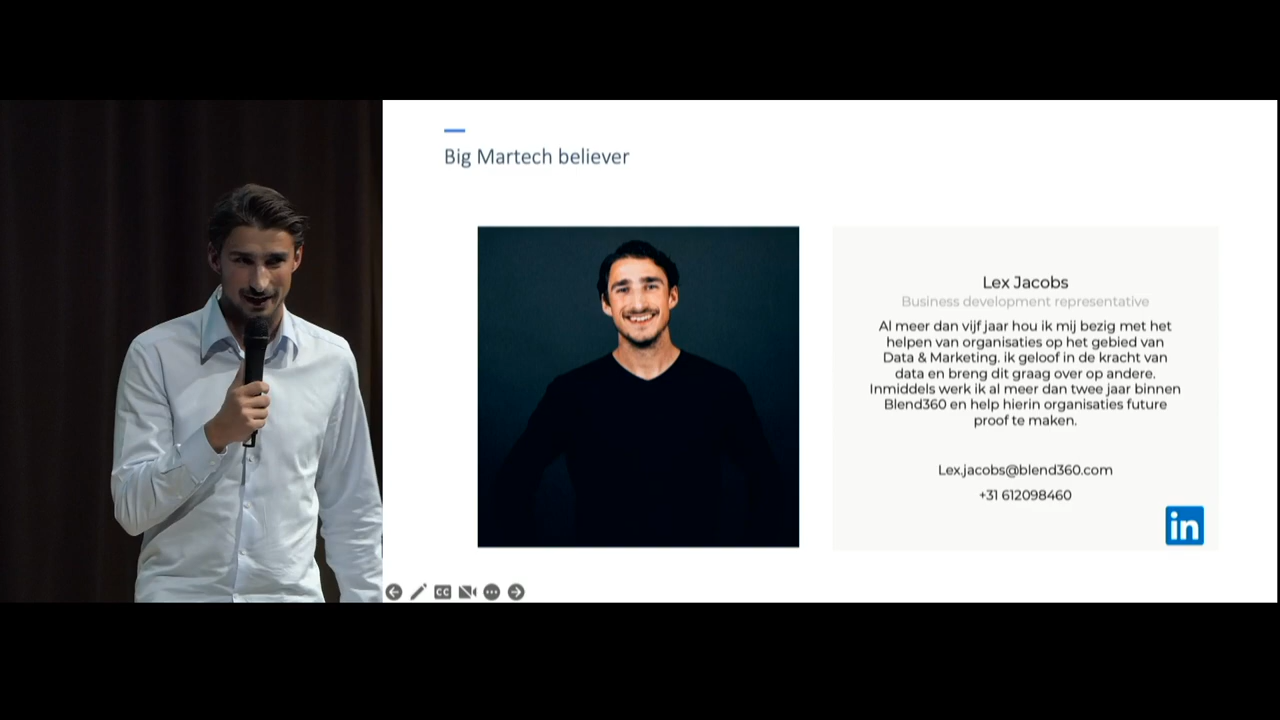 Big Martech believer
Lex Jacobs
Business development representative
Al meer dan vijf jaar hou ik mij bezig met het
helpen van organisaties op het gebied van
Data & Marketing. ik geloof in de kracht van
data en breng dit graag over op andere.
Inmiddels werk ik al meer dan twee jaar binnen
Blend360 en help hierin organisaties future
proof te maken.
Lex.jacobs@blend360.com
+31 612098460
in
CC